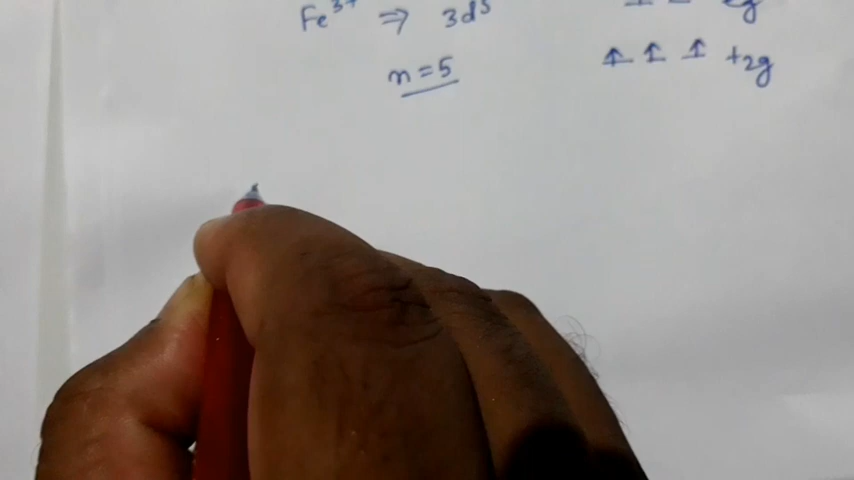 Fe³⁺ ⇒ 3d⁵
eg
n = 5
↑ ↑ ↑ t2g